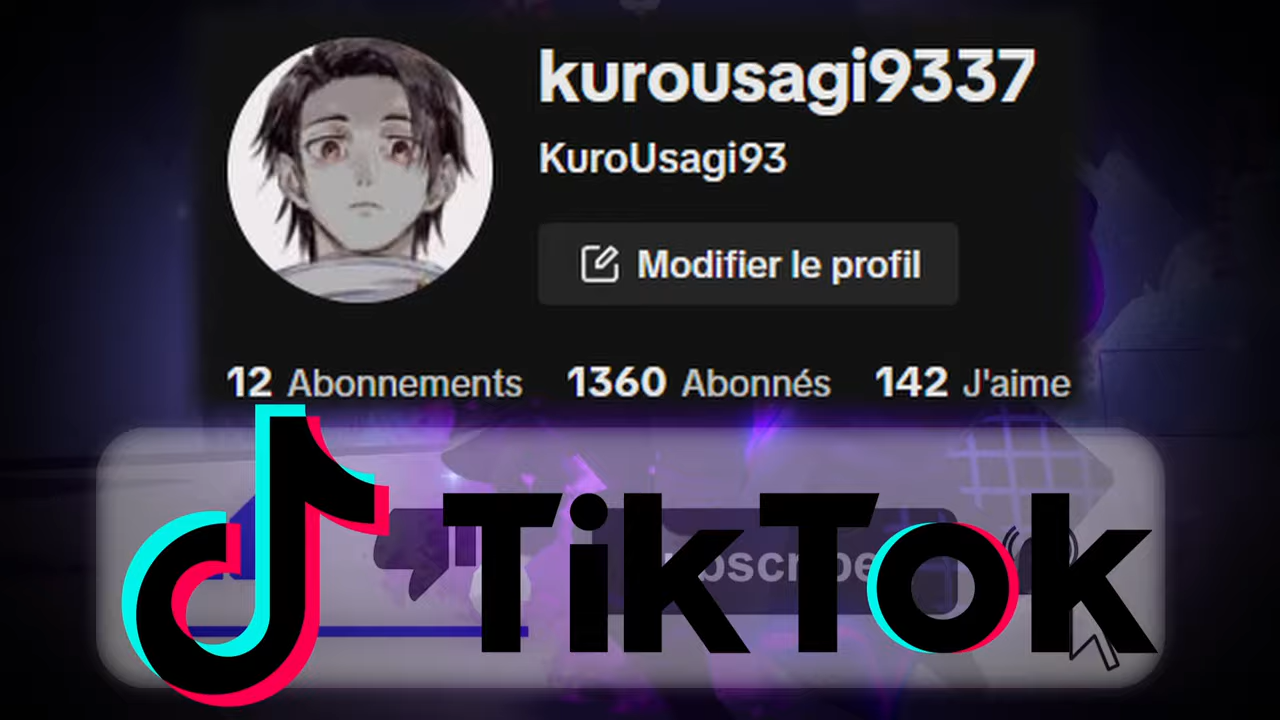 kurousagi9337
KuroUsagi93
Modifier le profil
12 Abonnements 1360 Abonnés 142 J'aime
TikTok